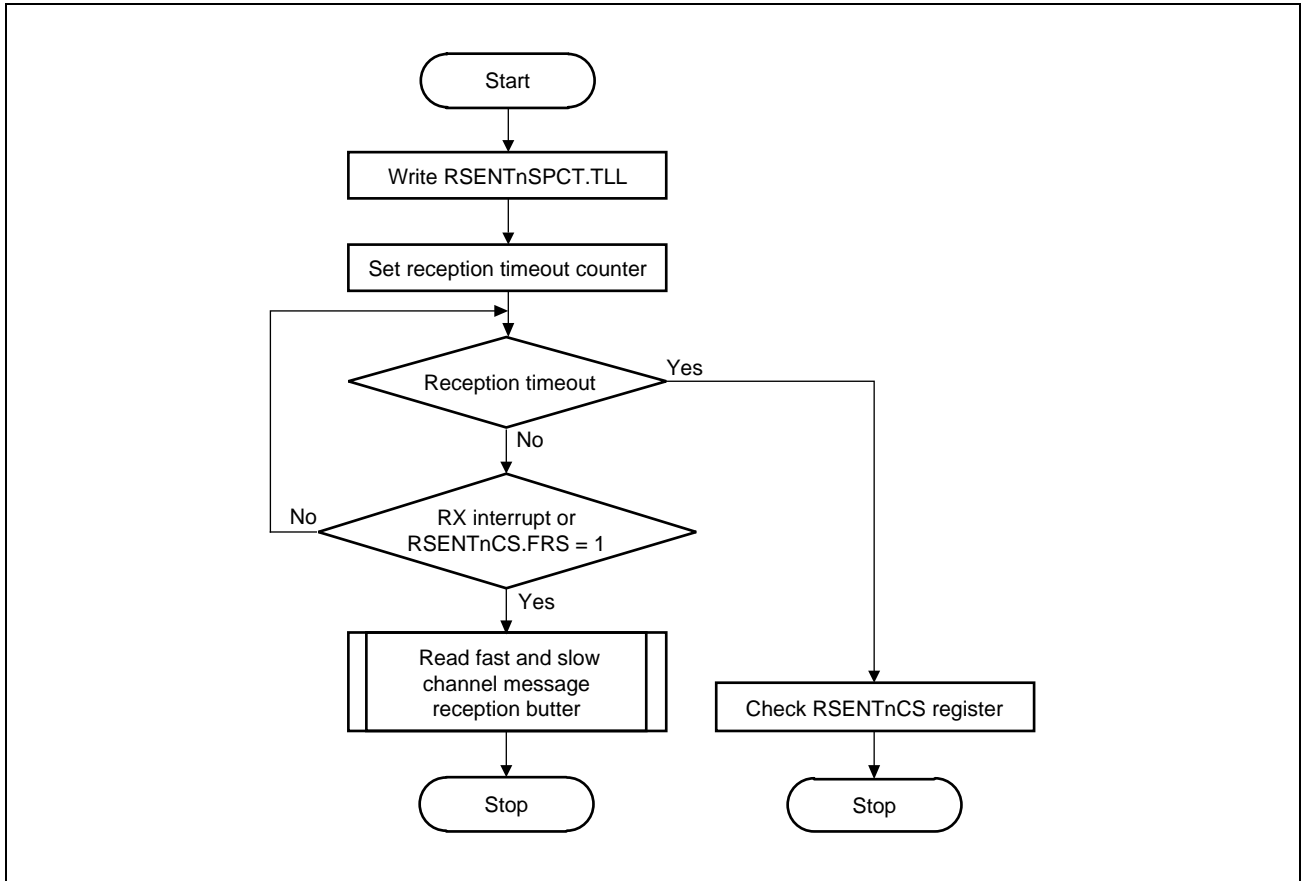 Start
Write RSENTnSPCT.TLL
Set reception timeout counter
Reception timeout
Yes
No
RX interrupt or
RSENTnCS.FRS = 1
No
Yes
Read fast and slow
channel message
reception butter
Check RSENTnCS register
Stop
Stop